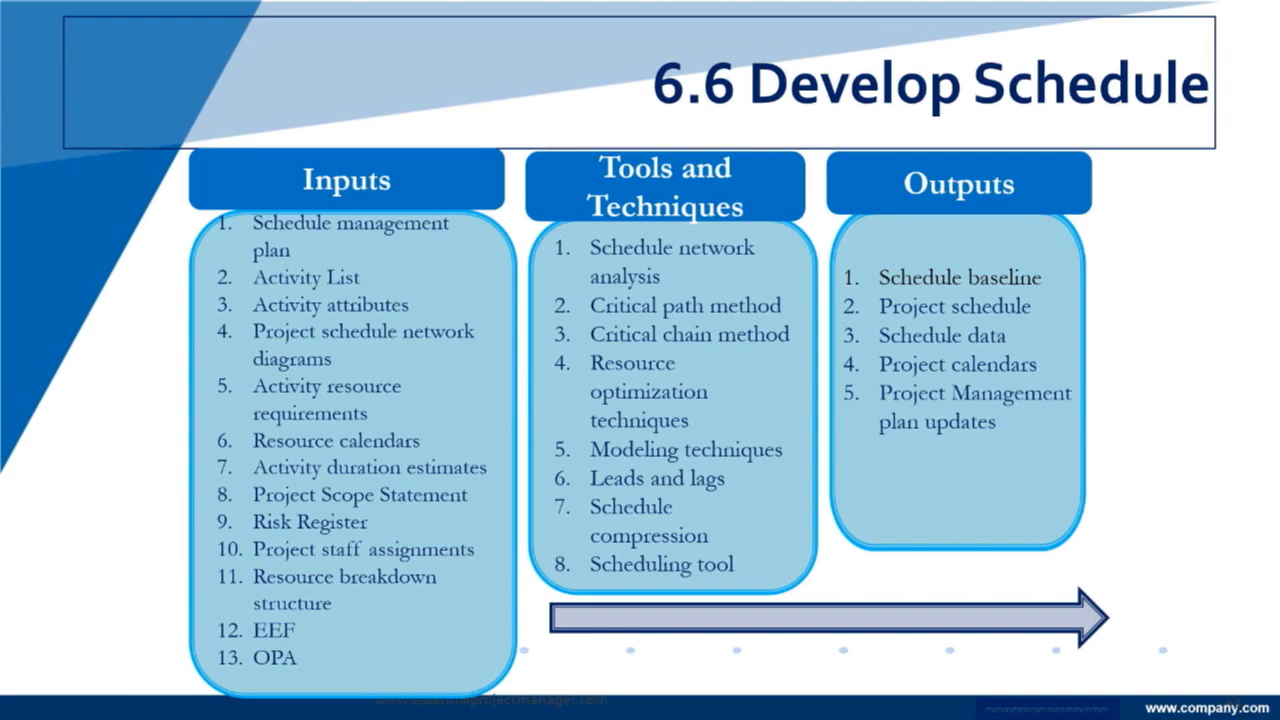 6.6 Develop Schedule
Inputs
1. Schedule management
plan
2. Activity List
3. Activity attributes
4. Project schedule network
diagrams
5. Activity resource
requirements
6. Resource calendars
7. Activity duration estimates
8. Project Scope Statement
9. Risk Register
10. Project staff assignments
11. Resource breakdown
structure
12. EEF
13. OPA
Tools and
Techniques
1. Schedule network
analysis
2. Critical path method
3. Critical chain method
4. Resource
optimization
techniques
5. Modeling techniques
6. Leads and lags
7. Schedule
compression
8. Scheduling tool
Outputs
1. Schedule baseline
2. Project schedule
3. Schedule data
4. Project calendars
5. Project Management
plan updates
www.essentialprojectmanager.com
www.company.com